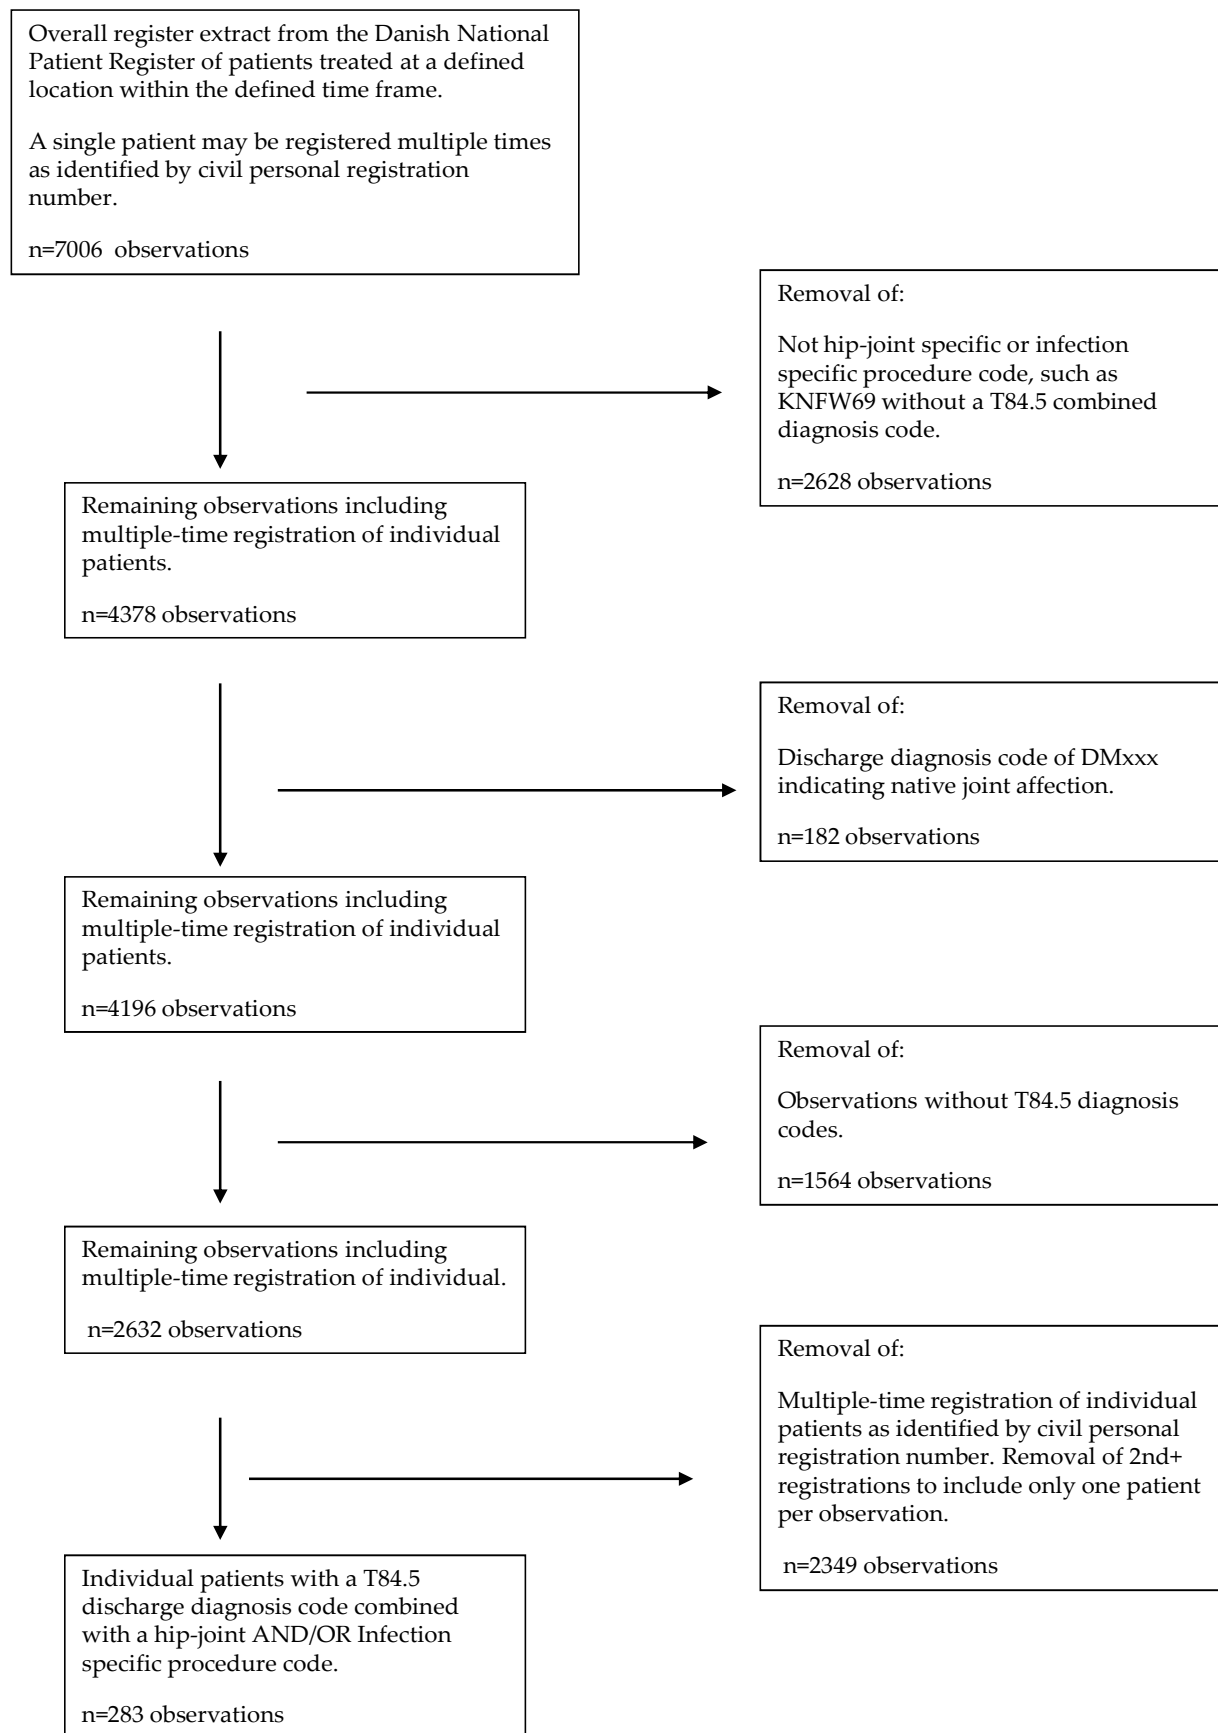 Overall register extract from the Danish National
Patient Register of patients treated at a defined
location within the defined time frame.
A single patient may be registered multiple times
as identified by civil personal registration
number.
n=7006 observations
Removal of:
Not hip-joint specific or infection
specific procedure code, such as
KNFW69 without a T84.5 combined
diagnosis code.
n=2628 observations
Remaining observations including
multiple-time registration of individual
patients.
n=4378 observations
Removal of:
Discharge diagnosis code of DMxxx
indicating native joint affection.
n=182 observations
Remaining observations including
multiple-time registration of individual
patients.
n=4196 observations
Removal of:
Observations without T84.5 diagnosis
codes.
n=1564 observations
Remaining observations including
multiple-time registration of individual.
n=2632 observations
Removal of:
Multiple-time registration of individual
patients as identified by civil personal
registration number. Removal of 2nd+
registrations to include only one patient
per observation.
n=2349 observations
Individual patients with a T84.5
discharge diagnosis code combined
with a hip-joint AND/OR Infection
specific procedure code.
n=283 observations